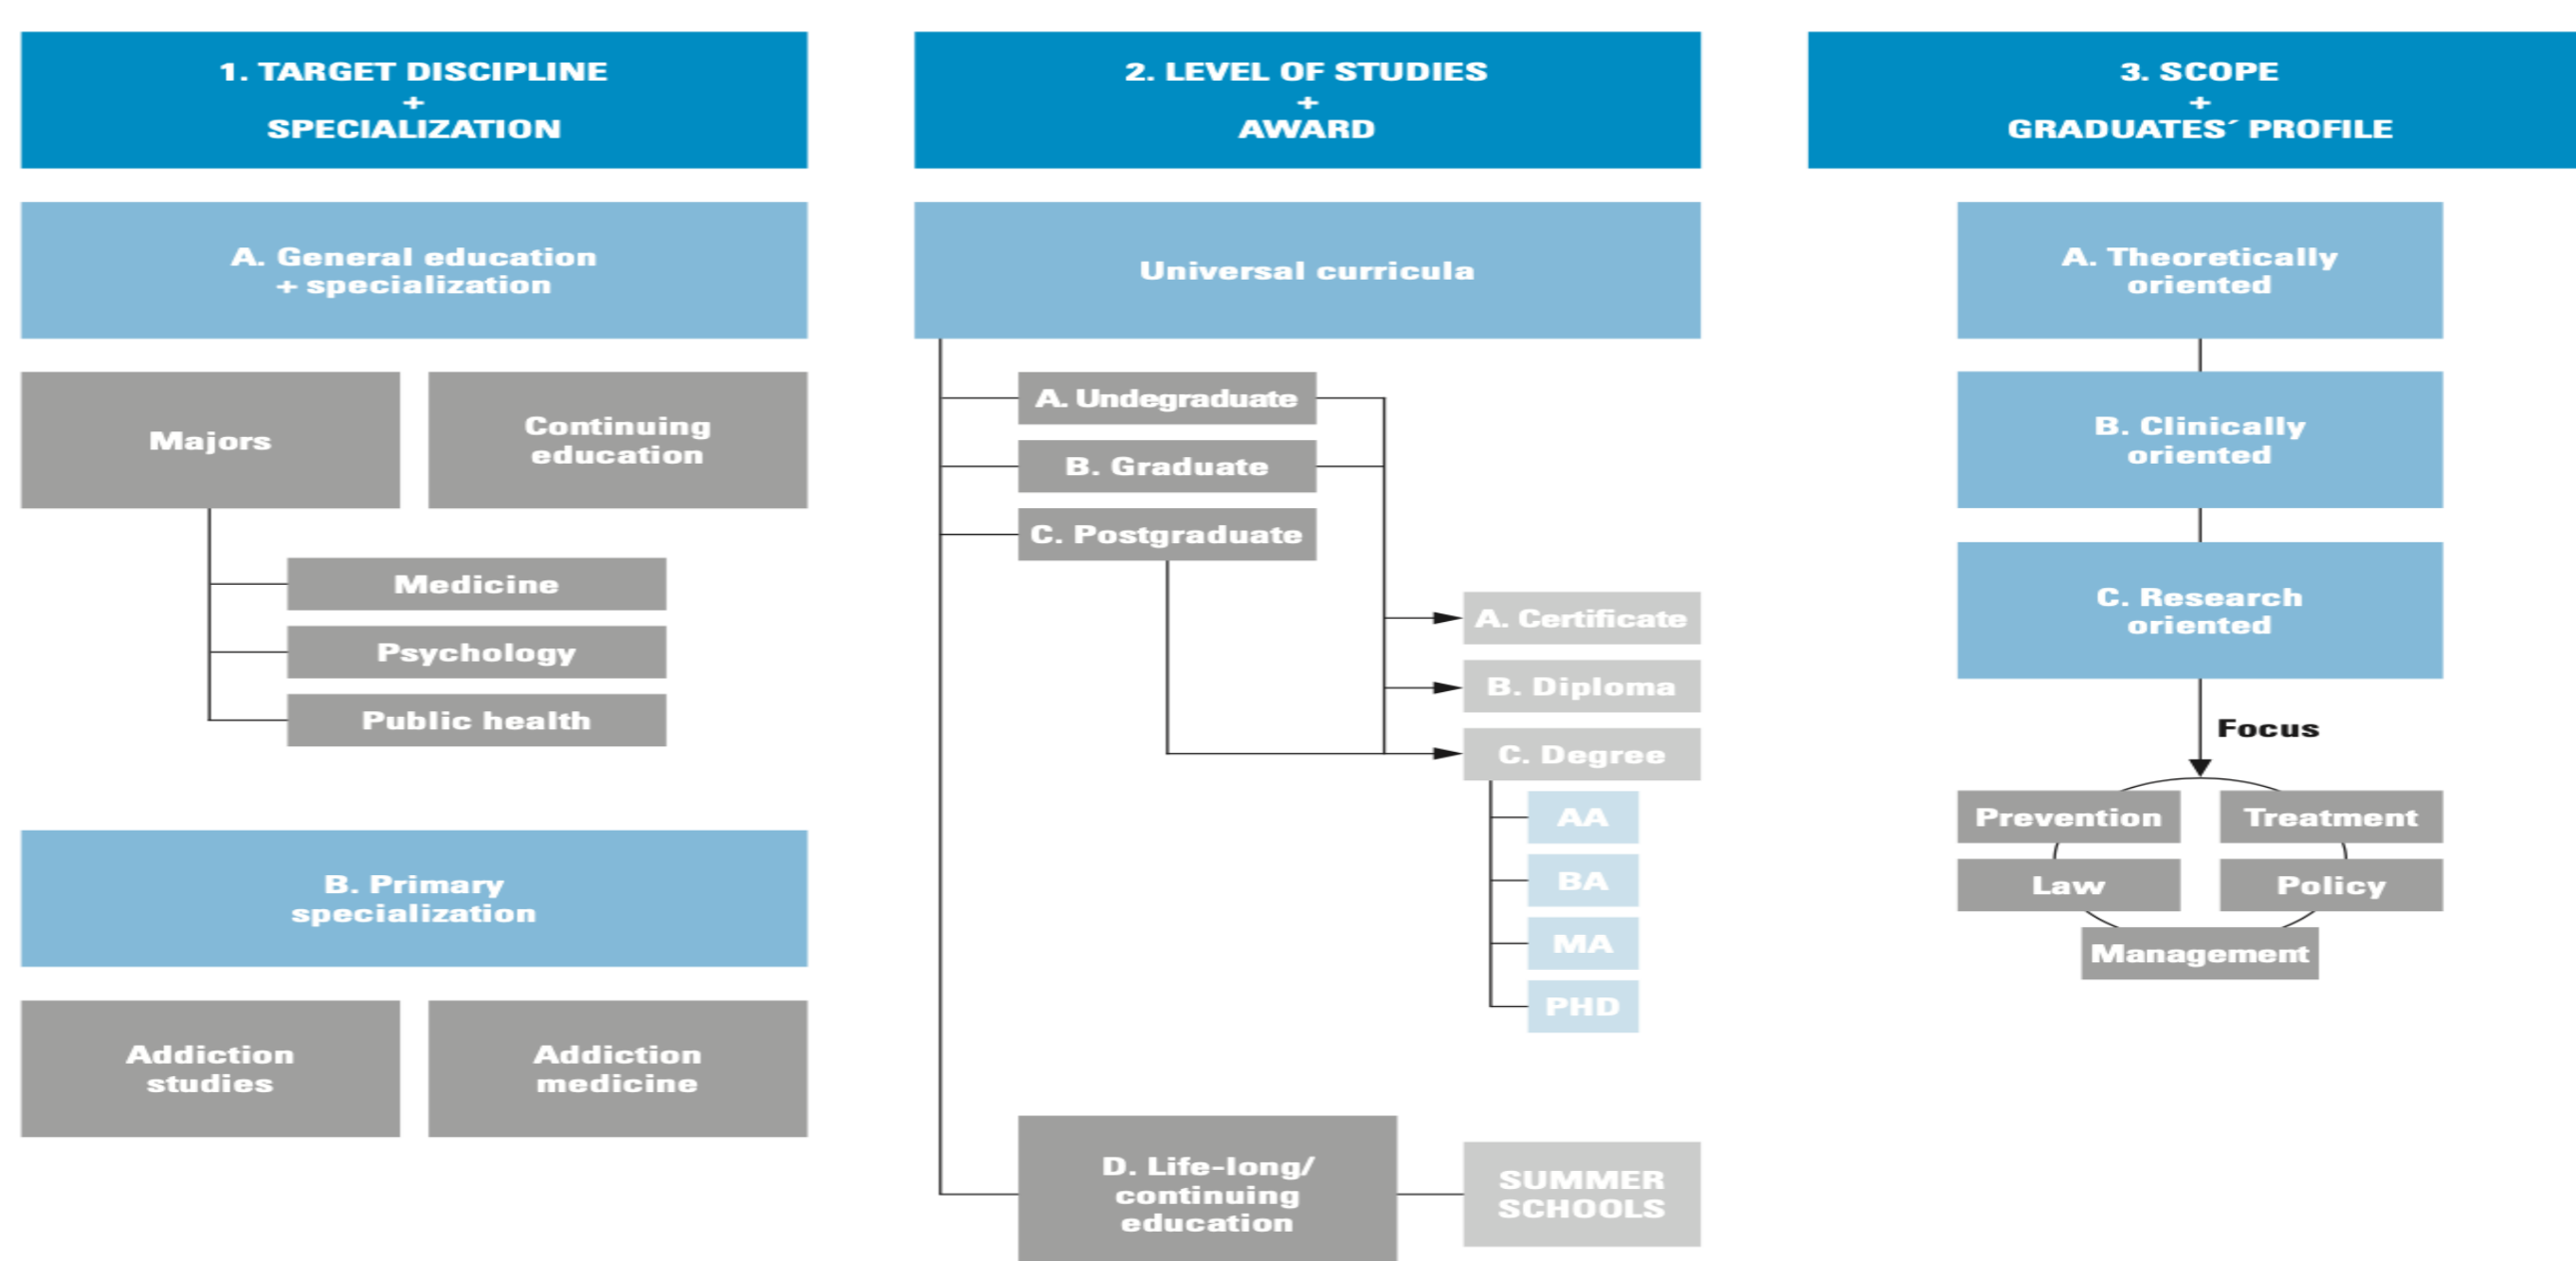 1. TARGET DISCIPLINE
+
SPECIALIZATION
A. General education
+ specialization
Majors
Continuing
education
Medicine
Psychology
Public health
B. Primary
specialization
Addiction
studies
Addiction
medicine
2. LEVEL OF STUDIES
+
AWARD
Universal curricula
A. Undegraduate
B. Graduate
C. Postgraduate
A. Certificate
B. Diploma
C. Degree
AA
BA
MA
PHD
D. Life-long/
continuing
education
SUMMER
SCHOOLS
3. SCOPE
+
GRADUATES´ PROFILE
A. Theoretically
oriented
B. Clinically
oriented
C. Research
oriented
Focus
Prevention
Treatment
Law
Policy
Management